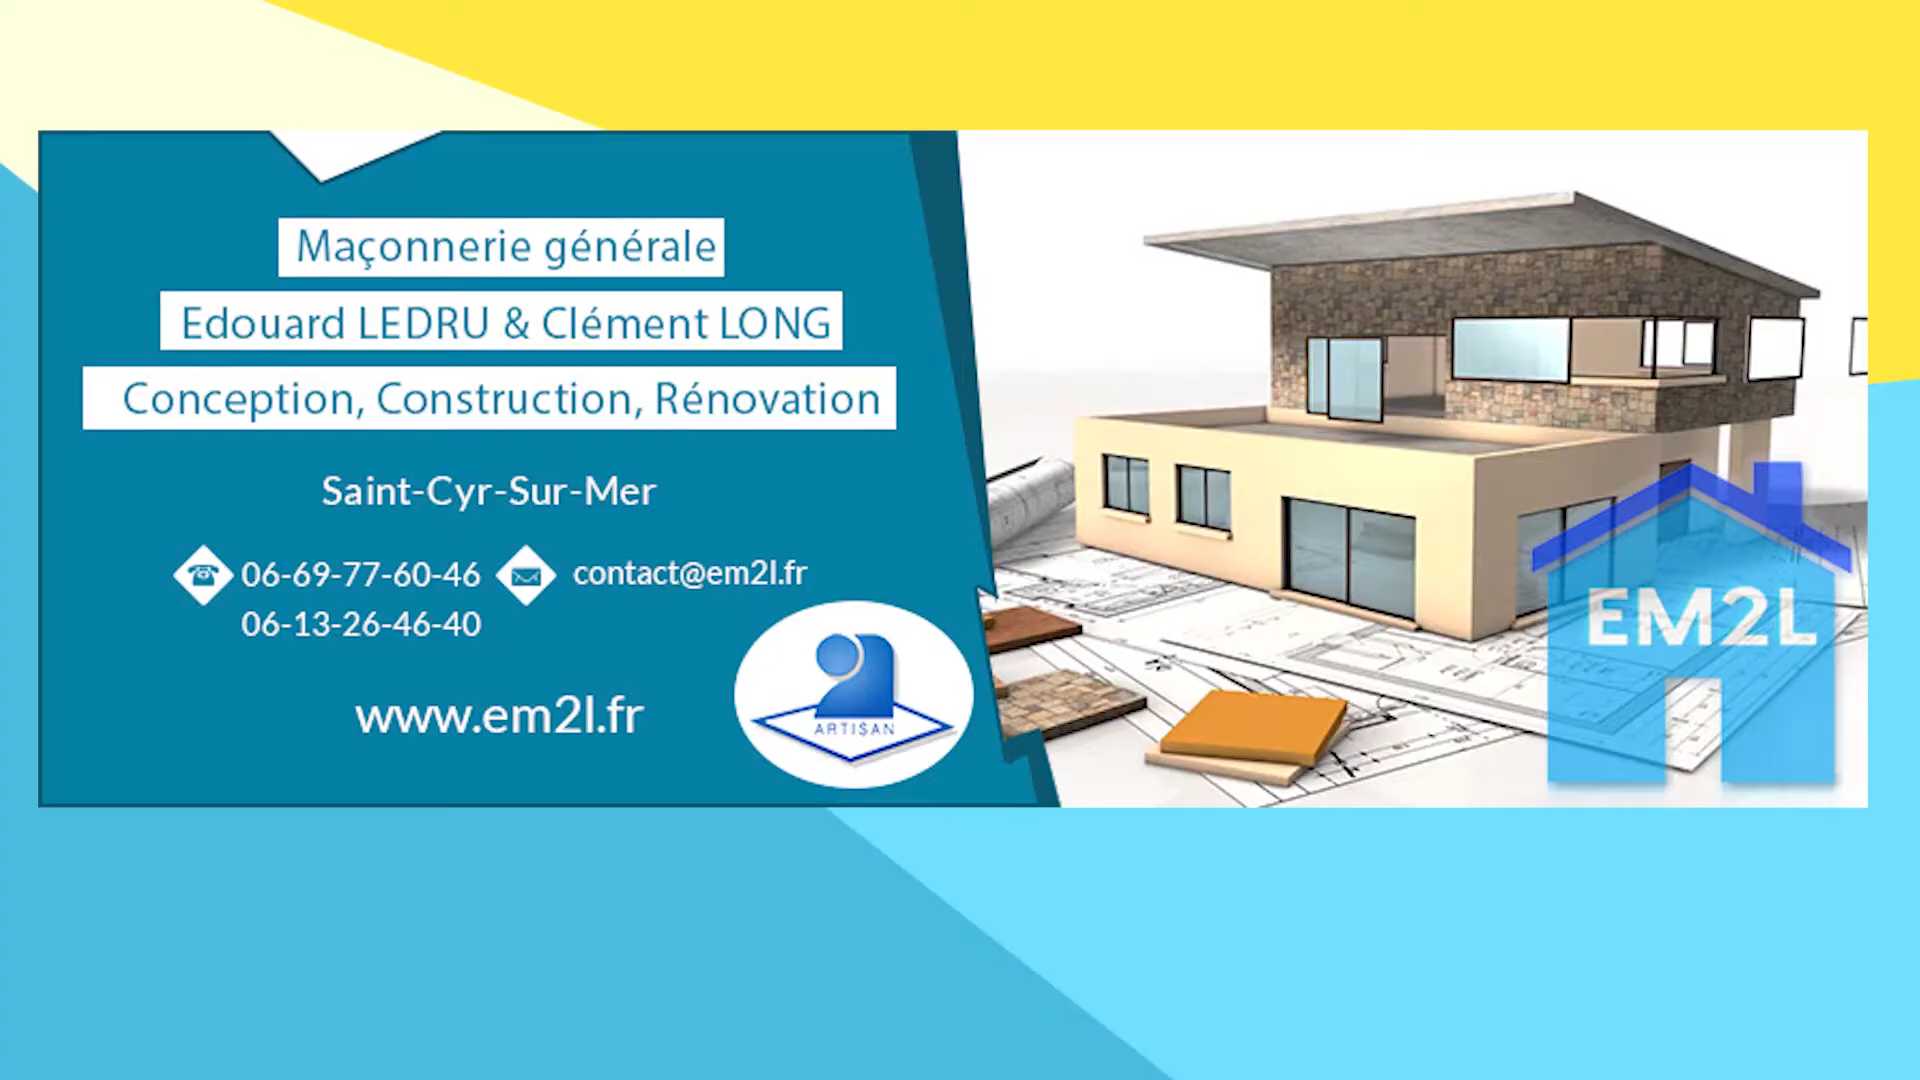 Maçonnerie générale
Edouard LEDRU & Clément LONG
Conception, Construction, Rénovation
Saint-Cyr-Sur-Mer
06-69-77-60-46 contact@em2l.fr
06-13-26-46-40
www.em2l.fr
ARTISAN
EM2L